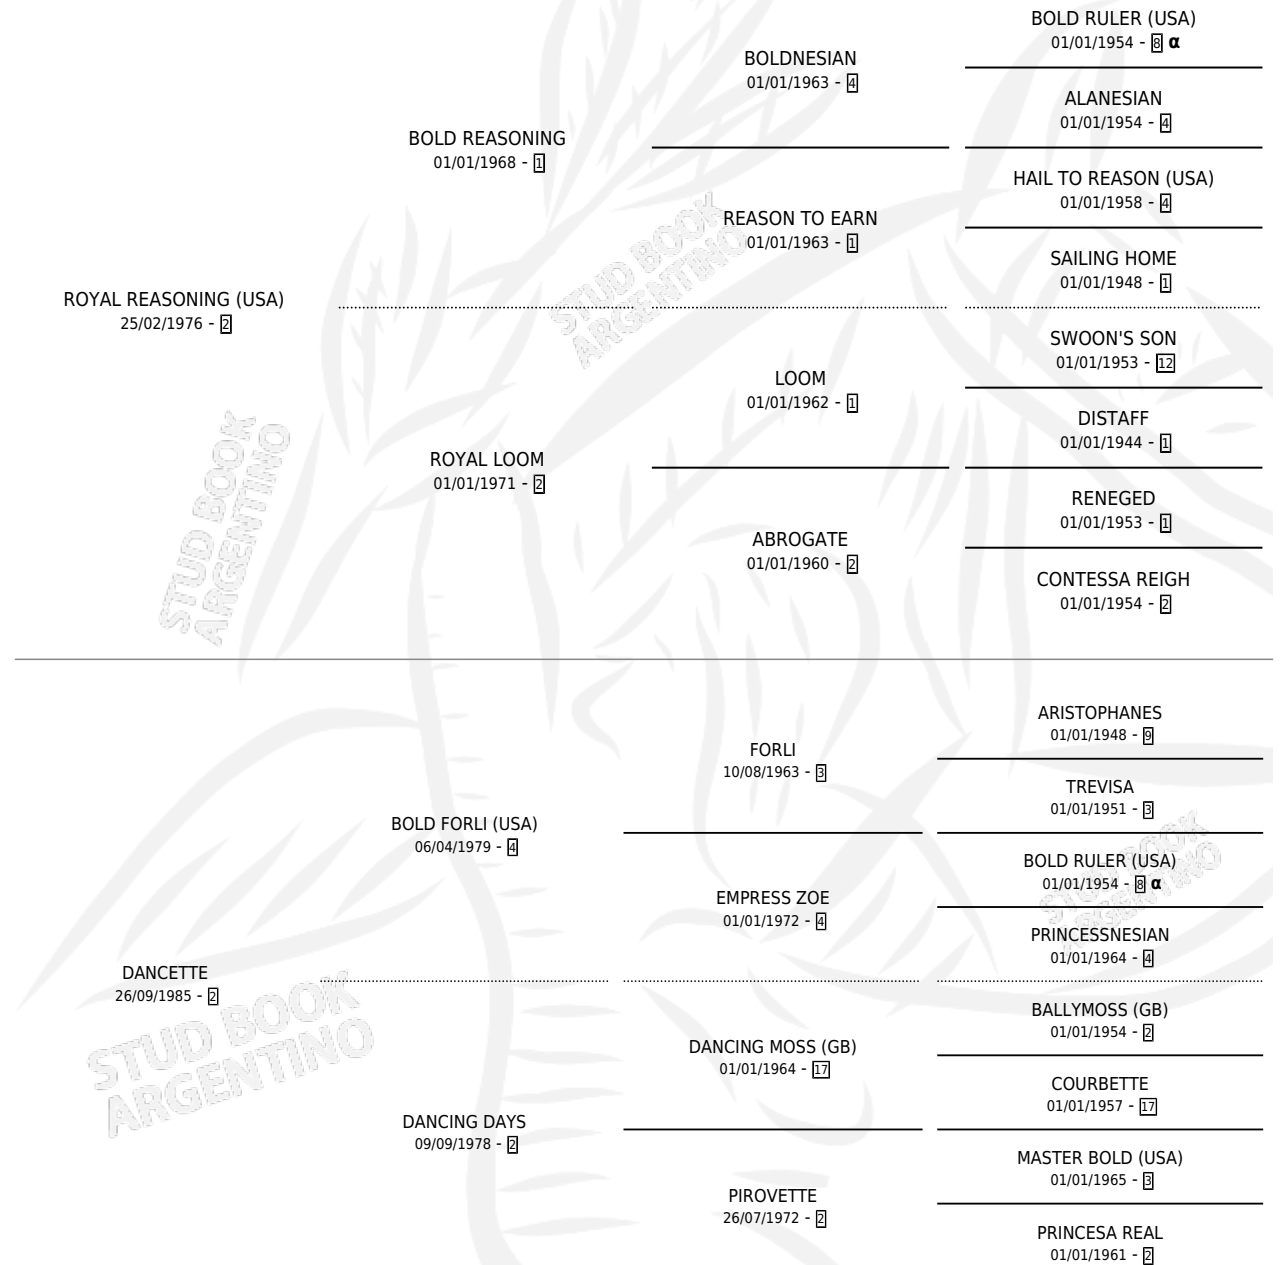 BOLD RULER (USA)
01/01/1954 - 8 α
BOLDNESIAN
01/01/1963 - 4
ALANESIAN
01/01/1954 - 4
BOLD REASONING
01/01/1968 - 1
HAIL TO REASON (USA)
01/01/1958 - 4
REASON TO EARN
01/01/1963 - 1
SAILING HOME
01/01/1948 - 1
ROYAL REASONING (USA)
25/02/1976 - 2
SWOON'S SON
01/01/1953 - 12
LOOM
01/01/1962 - 1
DISTAFF
01/01/1944 - 1
ROYAL LOOM
01/01/1971 - 2
RENEGED
01/01/1953 - 1
ABROGATE
01/01/1960 - 2
CONTESSA REIGH
01/01/1954 - 2
STUD BOOK
ARGENTINO
STUD BOOK
ARGENTINO
ARISTOPHANES
01/01/1948 - 9
FORLI
10/08/1963 - 3
TREVISA
01/01/1951 - 3
BOLD FORLI (USA)
06/04/1979 - 4
BOLD RULER (USA)
01/01/1954 - 8 α
EMPRESS ZOE
01/01/1972 - 4
PRINCESSNESIAN
01/01/1964 - 4
DANCETTE
26/09/1985 - 2
BALLYMOSS (GB)
01/01/1954 - 2
DANCING MOSS (GB)
01/01/1964 - 17
COURBETTE
01/01/1957 - 17
DANCING DAYS
09/09/1978 - 2
MASTER BOLD (USA)
01/01/1965 - 3
PIROVETTE
26/07/1972 - 2
PRINCESA REAL
01/01/1961 - 2
STUD BOOK
ARGENTINO
STUD BOOK
ARGENTINO